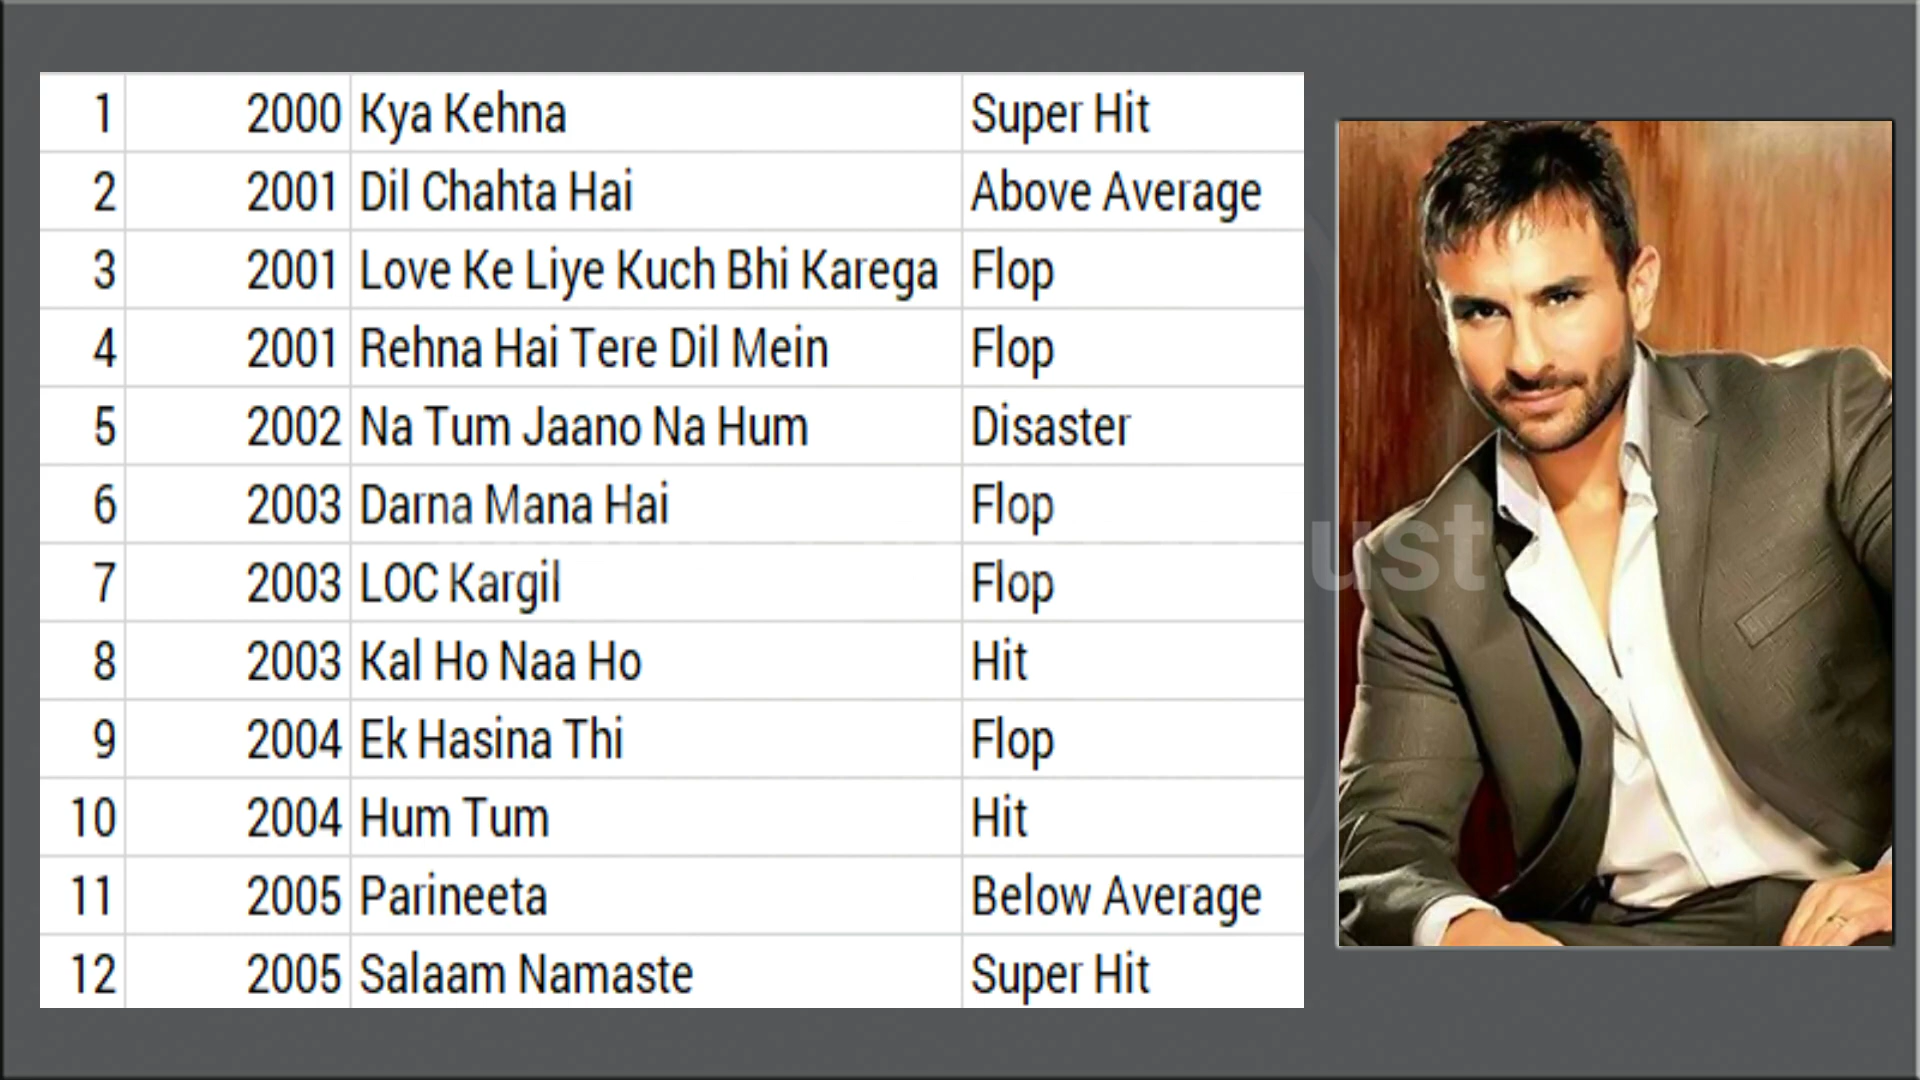 1 2000 Kya Kehna Super Hit
2 2001 Dil Chahta Hai Above Average
3 2001 Love Ke Liye Kuch Bhi Karega Flop
4 2001 Rehna Hai Tere Dil Mein Flop
5 2002 Na Tum Jaano Na Hum Disaster
6 2003 Darna Mana Hai Flop
7 2003 LOC Kargil Flop
8 2003 Kal Ho Naa Ho Hit
9 2004 Ek Hasina Thi Flop
10 2004 Hum Tum Hit
11 2005 Parineeta Below Average
12 2005 Salaam Namaste Super Hit